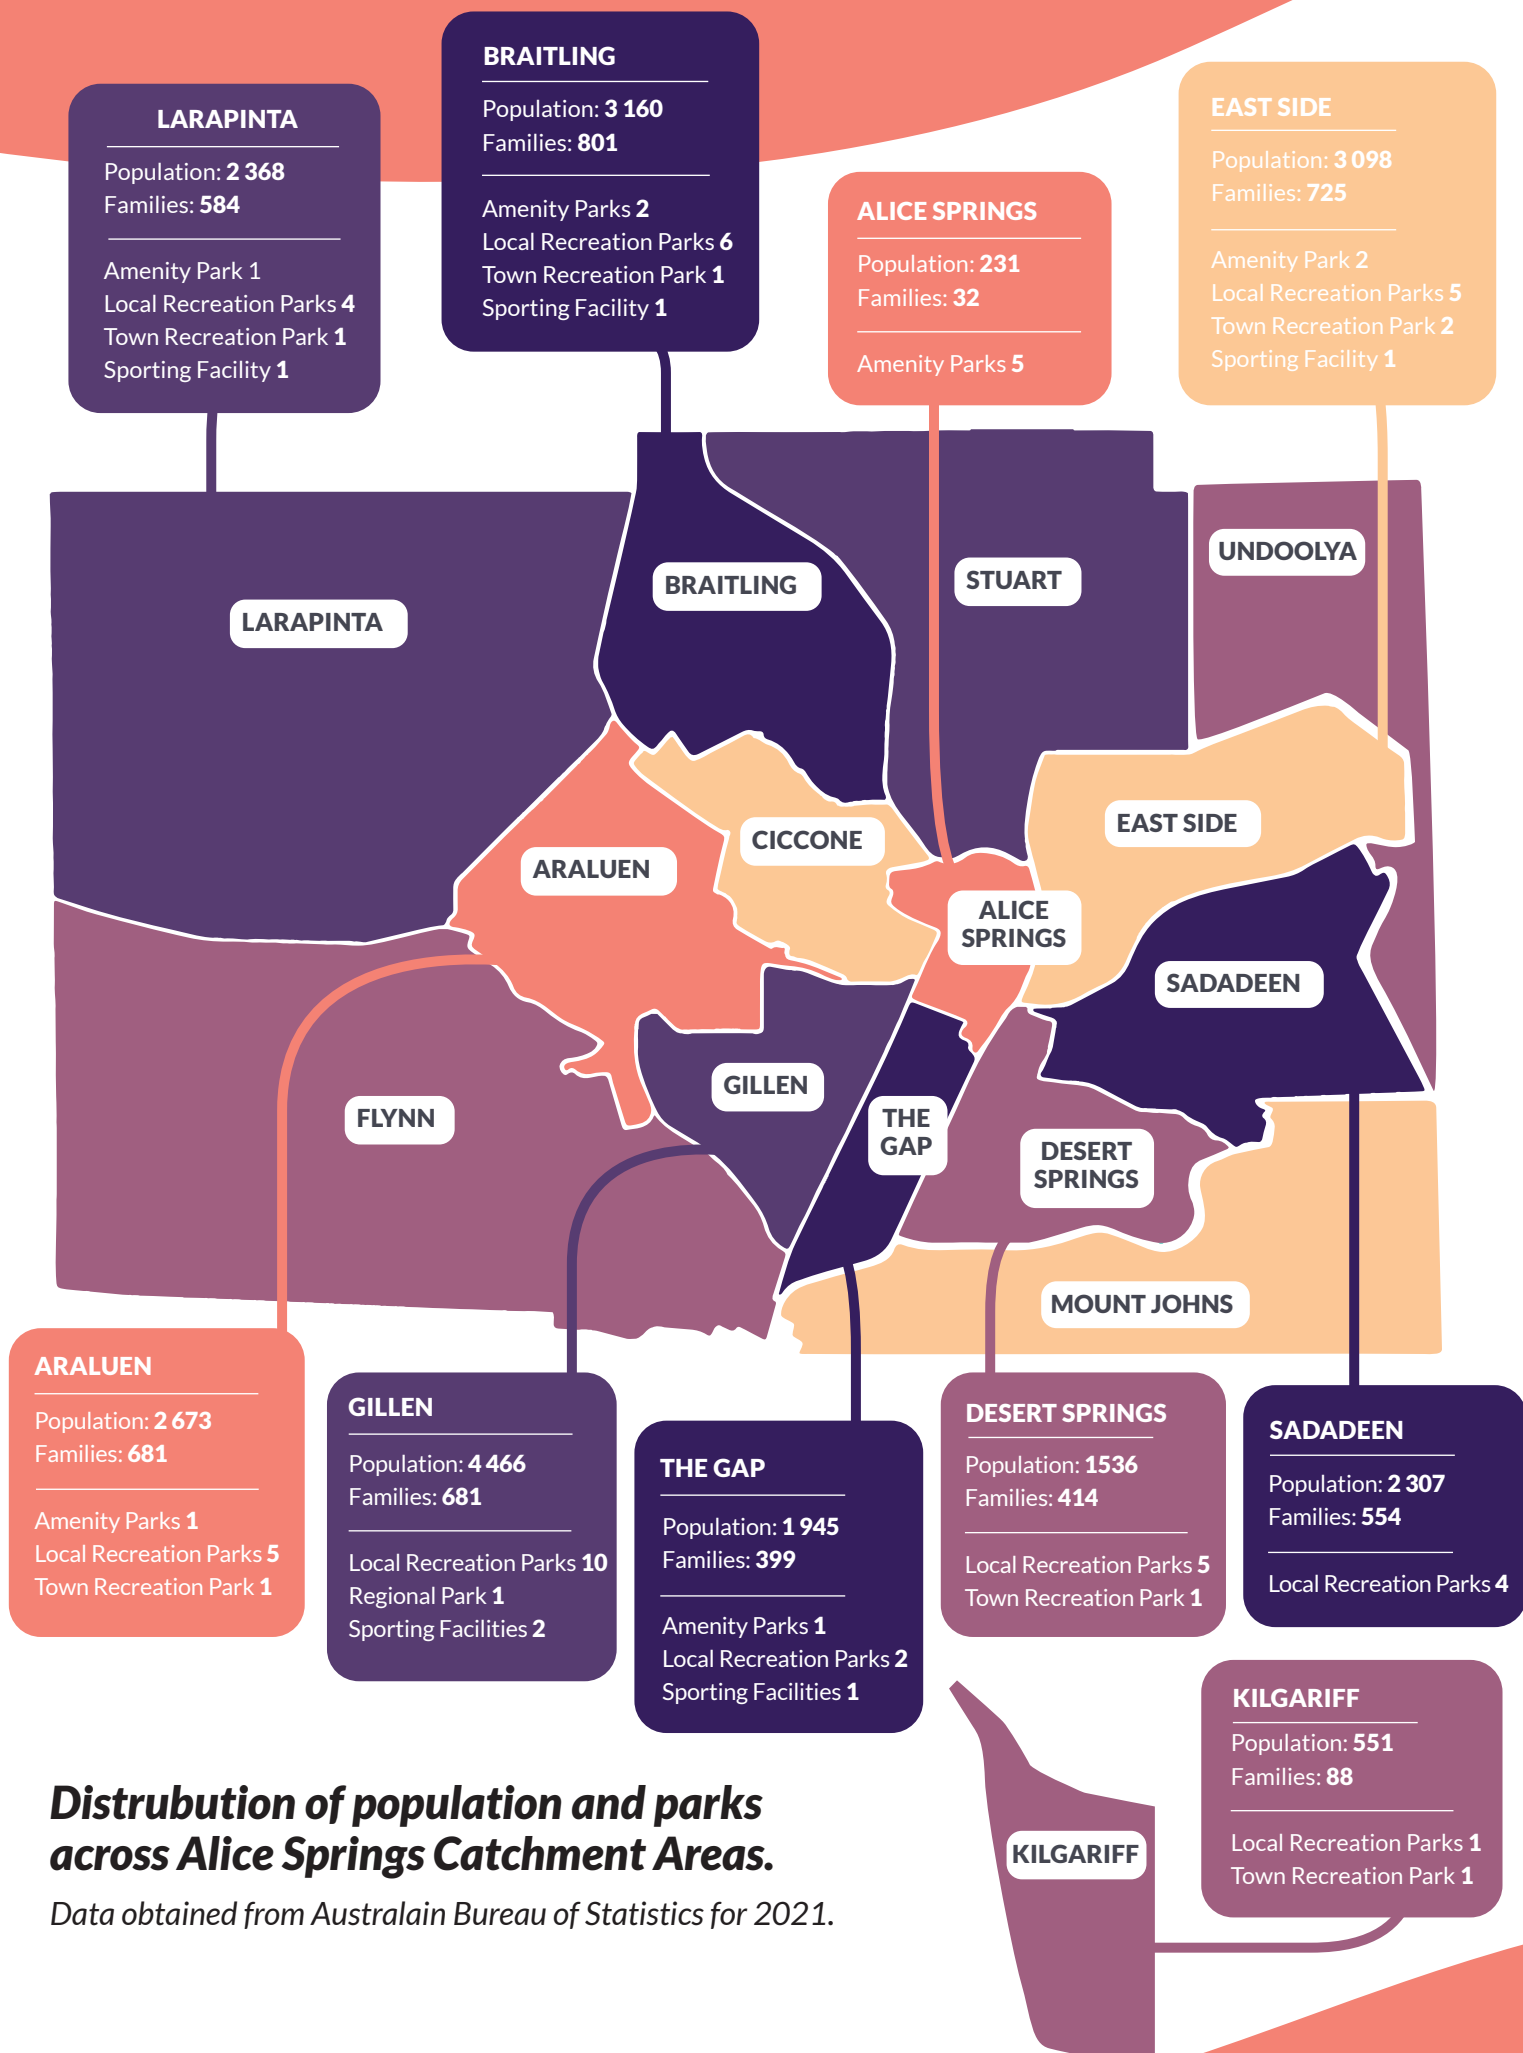 BRAITLING
Population: 3 160
Families: 801
Amenity Parks 2
Local Recreation Parks 6
Town Recreation Park 1
Sporting Facility 1
LARAPINTA
Population: 2 368
Families: 584
Amenity Park 1
Local Recreation Parks 4
Town Recreation Park 1
Sporting Facility 1
ALICE SPRINGS
Population: 231
Families: 32
Amenity Parks 5
EAST SIDE
Population: 3 098
Families: 725
Amenity Park 2
Local Recreation Parks 5
Town Recreation Park 2
Sporting Facility 1
UNDOOLYA
BRAITLING
STUART
LARAPINTA
EAST SIDE
CICCONE
ARALUEN
ALICE
SPRINGS
SADADEEN
GILLEN
FLYNN
THE
GAP
DESERT
SPRINGS
MOUNT JOHNS
ARALUEN
Population: 2 673
Families: 681
Amenity Parks 1
Local Recreation Parks 5
Town Recreation Park 1
GILLEN
Population: 4 466
Families: 681
Local Recreation Parks 10
Regional Park 1
Sporting Facilities 2
THE GAP
Population: 1 945
Families: 399
Amenity Parks 1
Local Recreation Parks 2
Sporting Facilities 1
DESERT SPRINGS
Population: 1536
Families: 414
Local Recreation Parks 5
Town Recreation Park 1
SADADEEN
Population: 2 307
Families: 554
Local Recreation Parks 4
KILGARIFF
Population: 551
Families: 88
Local Recreation Parks 1
Town Recreation Park 1
KILGARIFF
Distrubution of population and parks
across Alice Springs Catchment Areas.
Data obtained from Australain Bureau of Statistics for 2021.